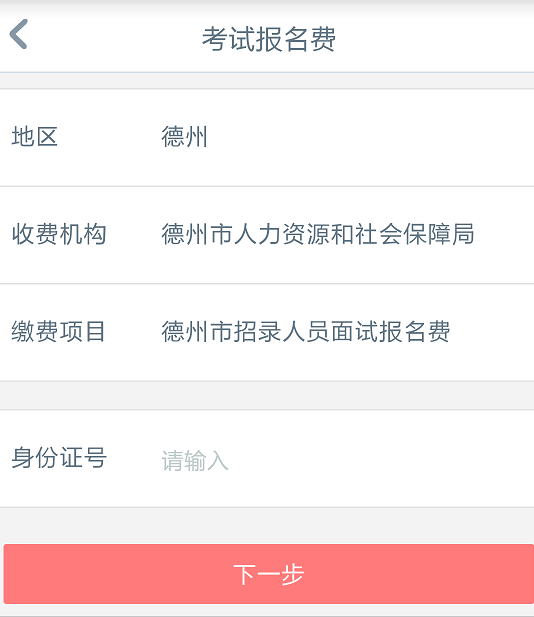 考试报名费
地区 德州
收费机构 德州市人力资源和社会保障局
缴费项目 德州市招录人员面试报名费
身份证号 请输入
下一步